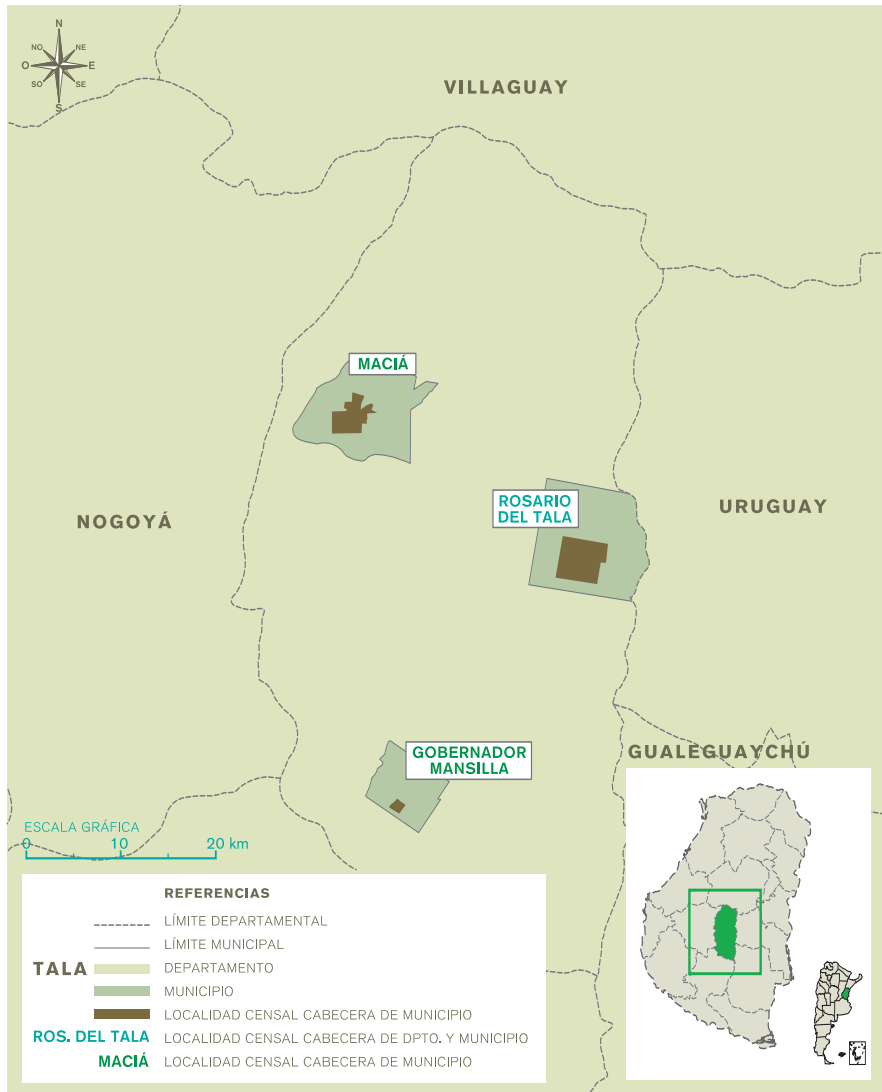 N
NO
NE
O
E
SO
SE
S
VILLAGUAY
MACIÁ
NOGOYÁ
ROSARIO
DEL TALA
URUGUAY
GOBERNADOR
MANSILLA
GUALEGUAYCHÚ
ESCALA GRÁFICA
0 10 20 km
REFERENCIAS
LÍMITE DEPARTAMENTAL
LÍMITE MUNICIPAL
TALA DEPARTAMENTO
MUNICIPIO
LOCALIDAD CENSAL CABECERA DE MUNICIPIO
ROS. DEL TALA LOCALIDAD CENSAL CABECERA DE DPTO. Y MUNICIPIO
MACIÁ LOCALIDAD CENSAL CABECERA DE MUNICIPIO